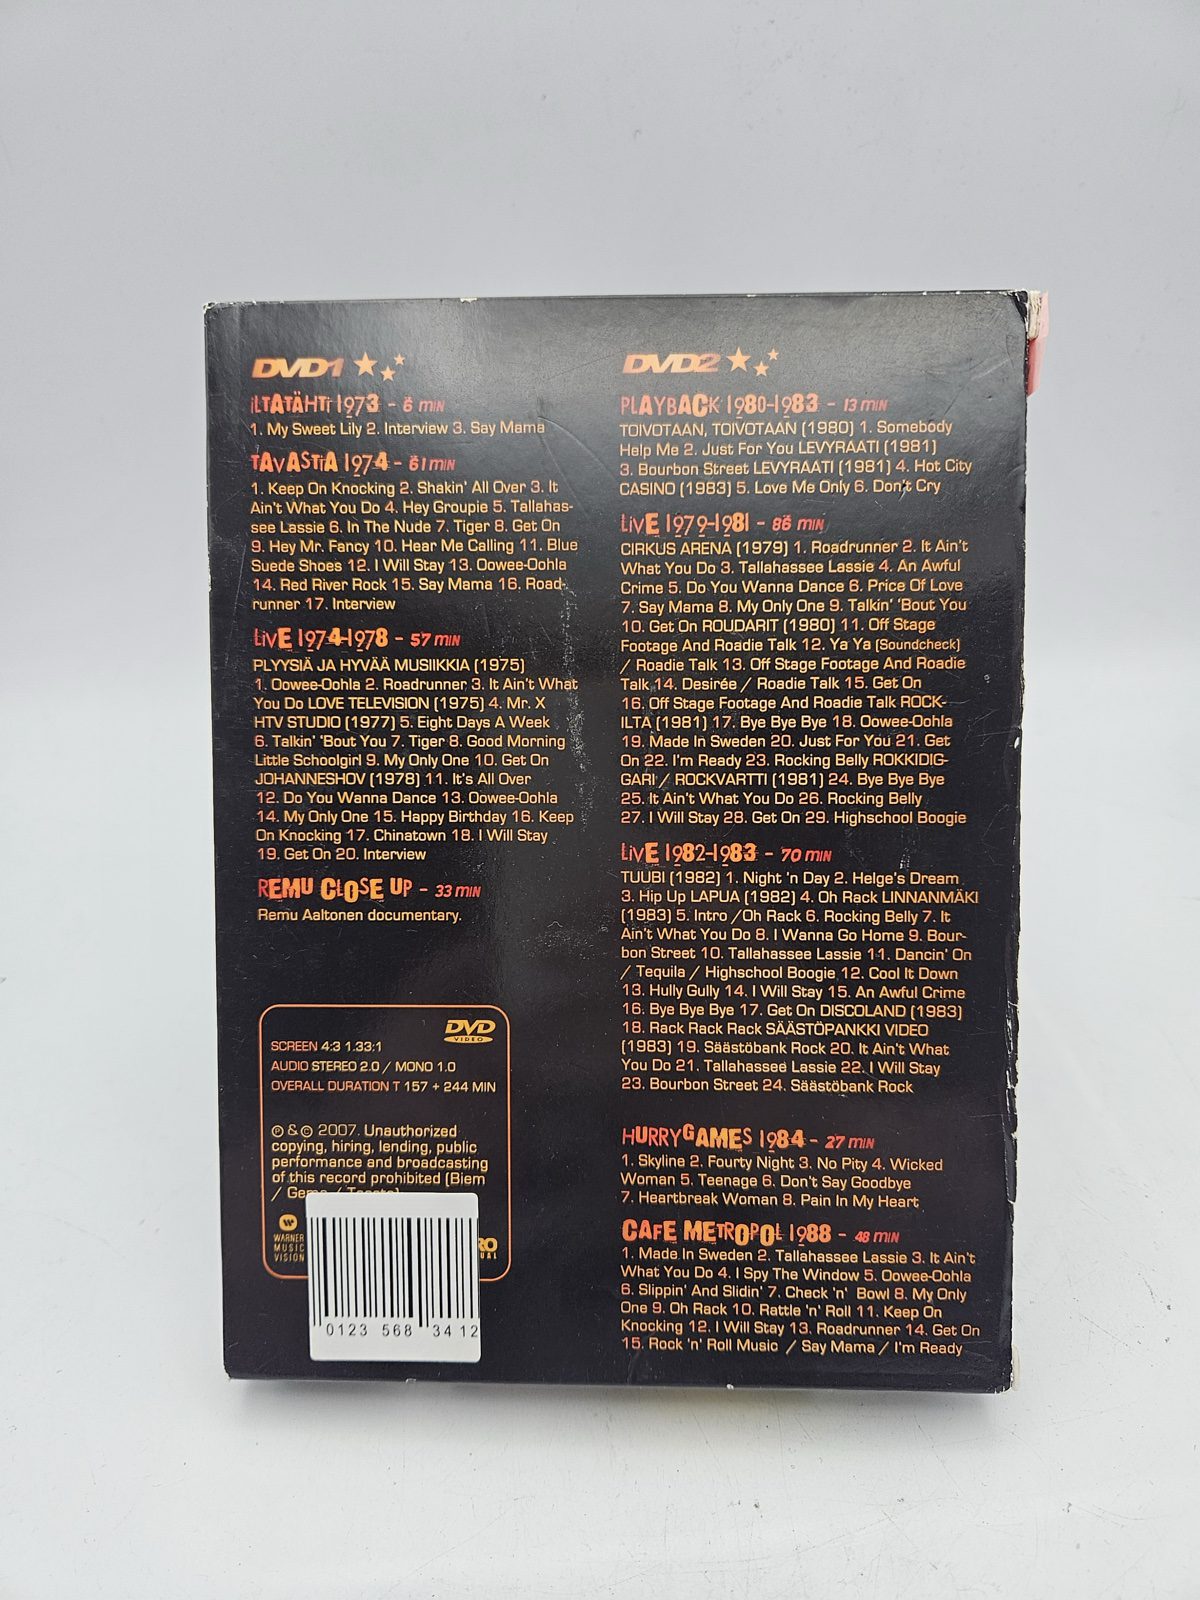 DVD1
iLTATÄHTi 1973 - 6 min
1. My Sweet Lily 2. Interview 3. Say Mama
TAVASTiA 1974 - 61 min
1. Keep On Knocking 2. Shakin' All Over 3. It
Ain't What You Do 4. Hey Groupie 5. Tallahas-
see Lassie 6. In The Nude 7. Tiger 8. Get On
9. Hey Mr. Fancy 10. Hear Me Calling 11. Blue
Suede Shoes 12. I Will Stay 13. Oowee-Oohla
14. Red River Rock 15. Say Mama 16. Road-
runner 17. Interview
LiVE 1974-1978 - 57 min
PLYYSIÄ JA HYVÄÄ MUSIIKKIA (1975)
1. Oowee-Oohla 2. Roadrunner 3. It Ain't What
You Do LOVE TELEVISION (1975) 4. Mr. X
HTV STUDIO (1977) 5. Eight Days A Week
6. Talkin' 'Bout You 7. Tiger 8. Good Morning
Little Schoolgirl 9. My Only One 10. Get On
JOHANNESHOV (1978) 11. It's All Over
12. Do You Wanna Dance 13. Oowee-Oohla
14. My Only One 15. Happy Birthday 16. Keep
On Knocking 17. Chinatown 18. I Will Stay
19. Get On 20. Interview
REMU CLOSE UP - 33 min
Remu Aaltonen documentary.
DVD
VIDEO
SCREEN 4:3 1.33:1
AUDIO STEREO 2.0 / MONO 1.0
OVERALL DURATION T 157 + 244 MIN
℗ & © 2007. Unauthorized
copying, hiring, lending, public
performance and broadcasting
of this record prohibited (Biem
WARNER
MUSIC
VISION
0123 568 3412
DVD2
PLAYBACK 1980-1983 - 13 min
TOIVOTAAN, TOIVOTAAN (1980) 1. Somebody
Help Me 2. Just For You LEVYRAATI (1981)
3. Bourbon Street LEVYRAATI (1981) 4. Hot City
CASINO (1983) 5. Love Me Only 6. Don't Cry
LiVE 1979-1981 - 86 min
CIRKUS ARENA (1979) 1. Roadrunner 2. It Ain't
What You Do 3. Tallahassee Lassie 4. An Awful
Crime 5. Do You Wanna Dance 6. Price Of Love
7. Say Mama 8. My Only One 9. Talkin' 'Bout You
10. Get On ROUDARIT (1980) 11. Off Stage
Footage And Roadie Talk 12. Ya Ya (Soundcheck)
/ Roadie Talk 13. Off Stage Footage And Roadie
Talk 14. Desirée / Roadie Talk 15. Get On
16. Off Stage Footage And Roadie Talk ROCK-
ILTA (1981) 17. Bye Bye Bye 18. Oowee-Oohla
19. Made In Sweden 20. Just For You 21. Get
On 22. I'm Ready 23. Rocking Belly ROKKIDIG-
GARI / ROCKVARTTI (1981) 24. Bye Bye Bye
25. It Ain't What You Do 26. Rocking Belly
27. I Will Stay 28. Get On 29. Highschool Boogie
LiVE 1982-1983 - 70 min
TUUBI (1982) 1. Night 'n Day 2. Helge's Dream
3. Hip Up LAPUA (1982) 4. Oh Rack LINNANMÄKI
(1983) 5. Intro / Oh Rack 6. Rocking Belly 7. It
Ain't What You Do 8. I Wanna Go Home 9. Bour-
bon Street 10. Tallahassee Lassie 11. Dancin' On
/ Tequila / Highschool Boogie 12. Cool It Down
13. Hully Gully 14. I Will Stay 15. An Awful Crime
16. Bye Bye Bye 17. Get On DISCOLAND (1983)
18. Rack Rack Rack SÄÄSTÖPANKKI VIDEO
(1983) 19. Säästöbank Rock 20. It Ain't What
You Do 21. Tallahassee Lassie 22. I Will Stay
23. Bourbon Street 24. Säästöbank Rock
HURRYGAMES 1984 - 27 min
1. Skyline 2. Fourty Night 3. No Pity 4. Wicked
Woman 5. Teenage 6. Don't Say Goodbye
7. Heartbreak Woman 8. Pain In My Heart
CAFE METROPOL 1988 - 48 min
1. Made In Sweden 2. Tallahassee Lassie 3. It Ain't
What You Do 4. I Spy The Window 5. Oowee-Oohla
6. Slippin' And Slidin' 7. Check 'n' Bowl 8. My Only
One 9. Oh Rack 10. Rattle 'n' Roll 11. Keep On
Knocking 12. I Will Stay 13. Roadrunner 14. Get On
15. Rock 'n' Roll Music / Say Mama / I'm Ready